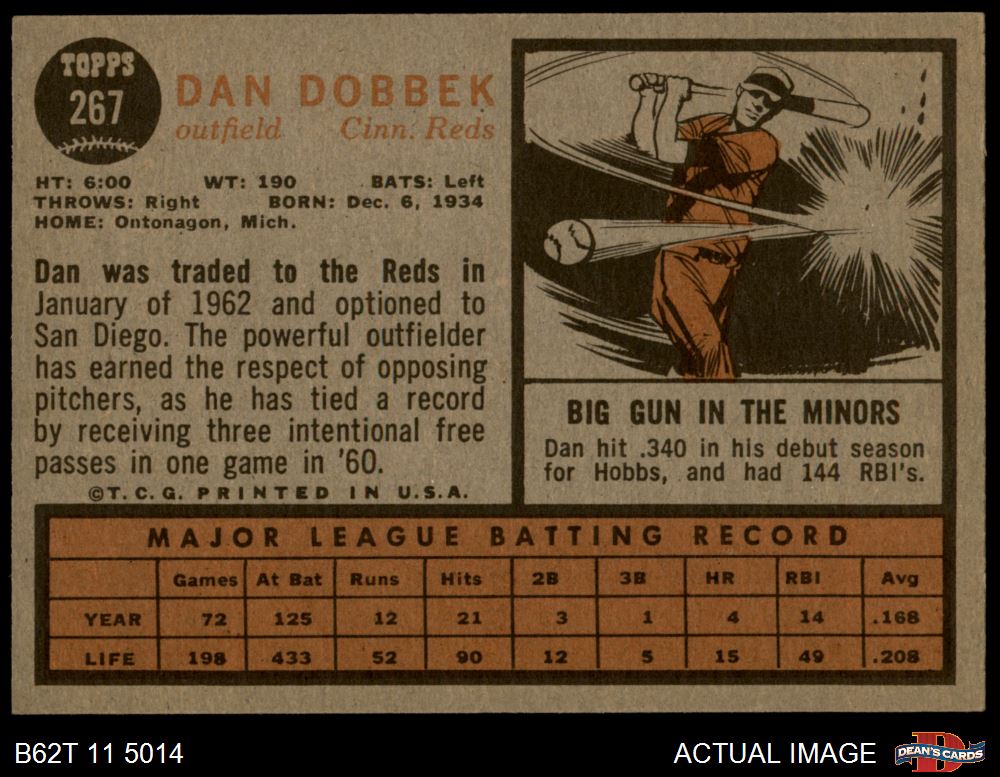 TOPPS
267
DAN DOBBEK
outfield Cinn. Reds
HT: 6:00 WT: 190 BATS: Left
THROWS: Right BORN: Dec. 6, 1934
HOME: Ontonagon, Mich.
Dan was traded to the Reds in
January of 1962 and optioned to
San Diego. The powerful outfielder
has earned the respect of opposing
pitchers, as he has tied a record
by receiving three intentional free
passes in one game in '60.
©T. C. G. PRINTED IN U.S.A.
BIG GUN IN THE MINORS
Dan hit .340 in his debut season
for Hobbs, and had 144 RBI's.
MAJOR LEAGUE BATTING RECORD
Games At Bat Runs Hits 2B 3B HR RBI Avg
YEAR 72 125 12 21 3 1 4 14 .168
LIFE 198 433 52 90 12 5 15 49 .208
B62T 11 5014
ACTUAL IMAGE
D
DEAN'S CARDS